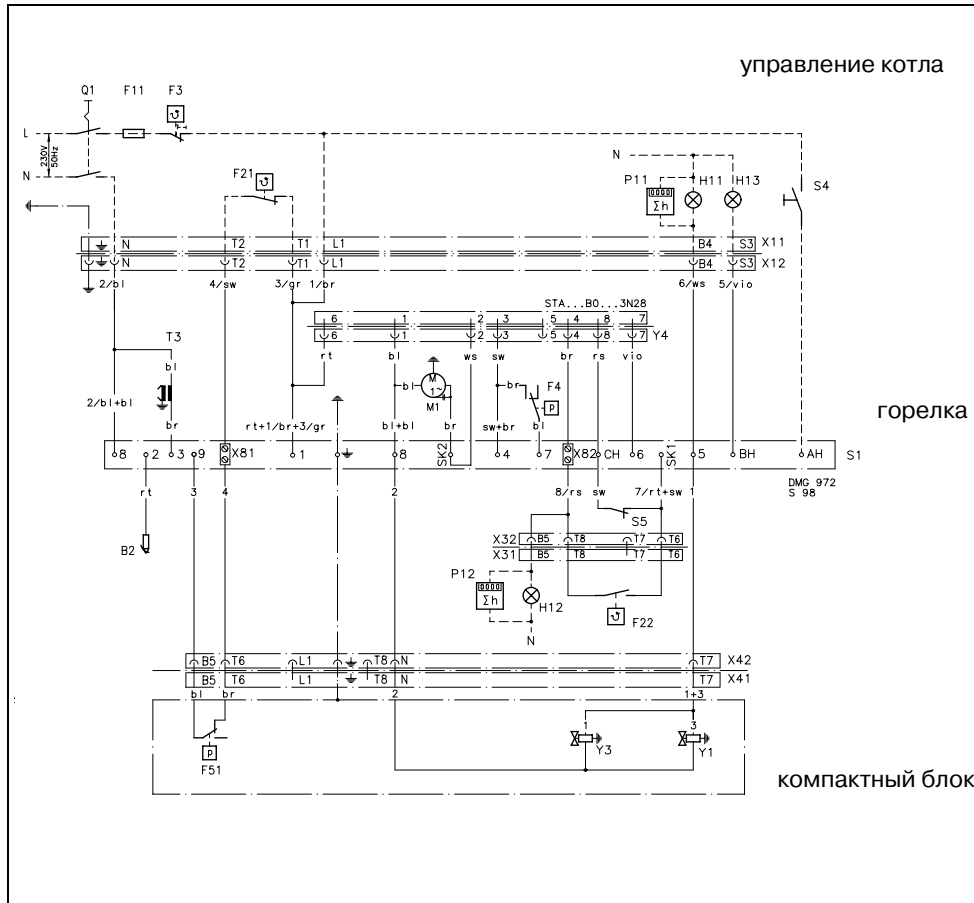 управление котла
Q1 F11 F3
L
230V
50Hz
N
F21
N
P11 H11 H13 S4
Σh
N T2 T1 L1 B4 S3 X11
N T2 T1 L1 B4 S3 X12
2/bl 4/sw 3/gr 1/br 6/ws 5/vio
STA...B0...3N28
6 1 2 3 5 4 8 7
6 1 2 3 5 4 8 7 Y4
T3
rt bl ws sw br rs vio
bl
bl M 1~ br F4
M1 P
2/bl+bl
br rt+1/br+3/gr bl+bl br sw+br bl
горелка
8 2 3 9 X81 1 8 SK2 4 7 X82 CH 6 SK1 5 BH AH S1
DMG 972
S 98
rt 3 4 2 8/rs sw 7/rt+sw 1
S5
B2
X32 B5 T8 T7 T6
X31 B5 T8 T7 T6
P12
Σh H12 F22
N
B5 T6 L1 T8 N T7 X42
B5 T6 L1 T8 N T7 X41
bl br 2 1+3
1 3
Y3 Y1
P
F51
компактный блок